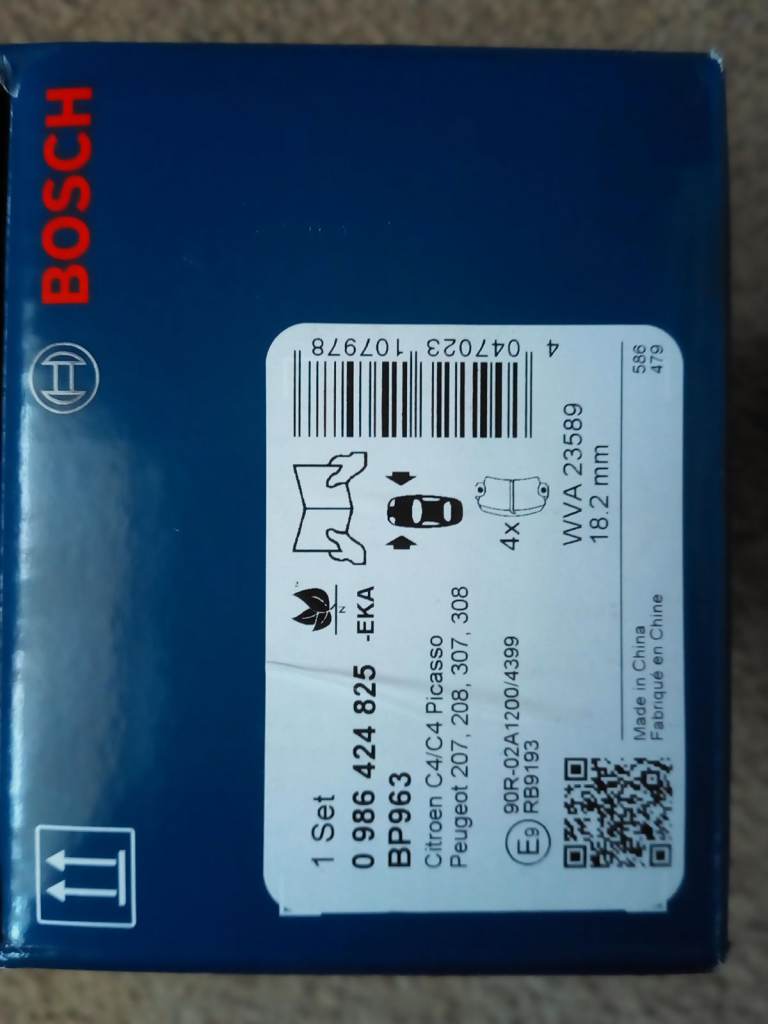 BOSCH
1 Set
0 986 424 825 -EKA
BP963
Citroen C4/C4 Picasso
Peugeot 207, 208, 307, 308
E9
90R-02A1200/4399
RB9193
N
4x
WVA 23589
18.2 mm
4 047023 107978
Made in China
Fabriqué en Chine
586
479